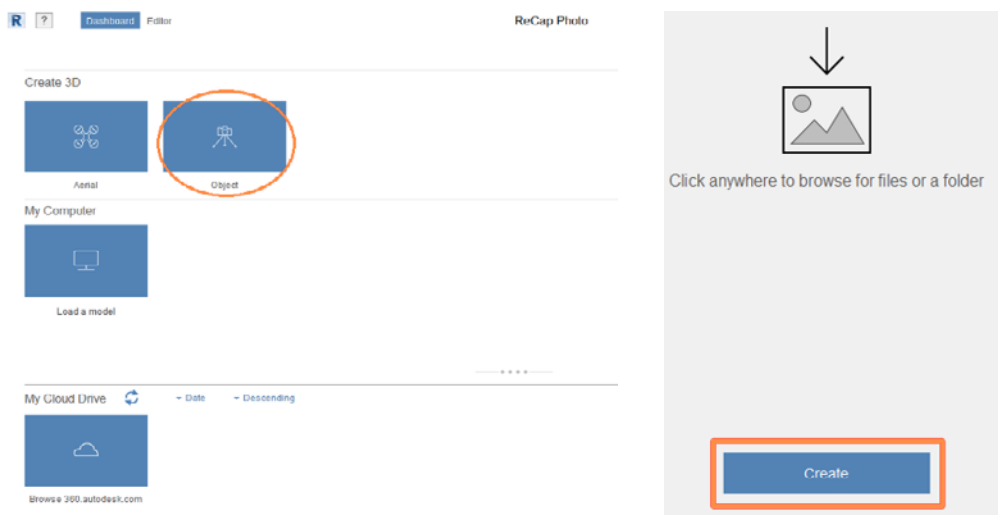 R ? Dashboard Editor ReCap Photo
Create 3D
Aerial Object
My Computer
Load a model
My Cloud Drive Date Descending
Browse 360.autodesk.com
Click anywhere to browse for files or a folder
Create